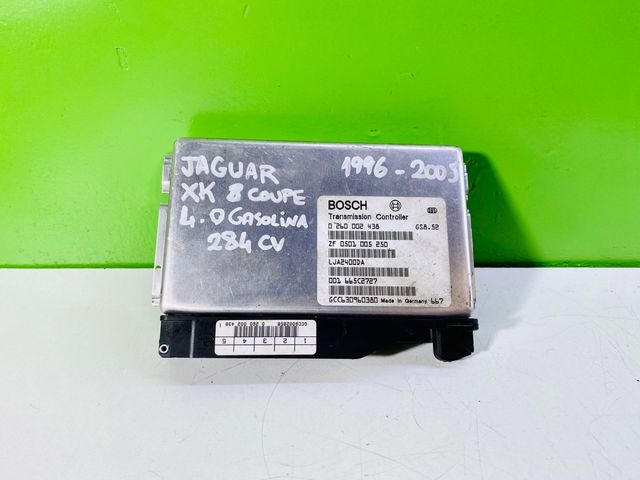 JAGUAR
XK 8 COUPE
4.0 GASOLINA
284 CV
1996 - 2005
BOSCH
Transmission Controller
0 260 002 438 GS8.52
ZF 0501 005 250
LJA2400DA
001 665C2727
GCC630960380 Made in Germany 667
1 2 3 4 5